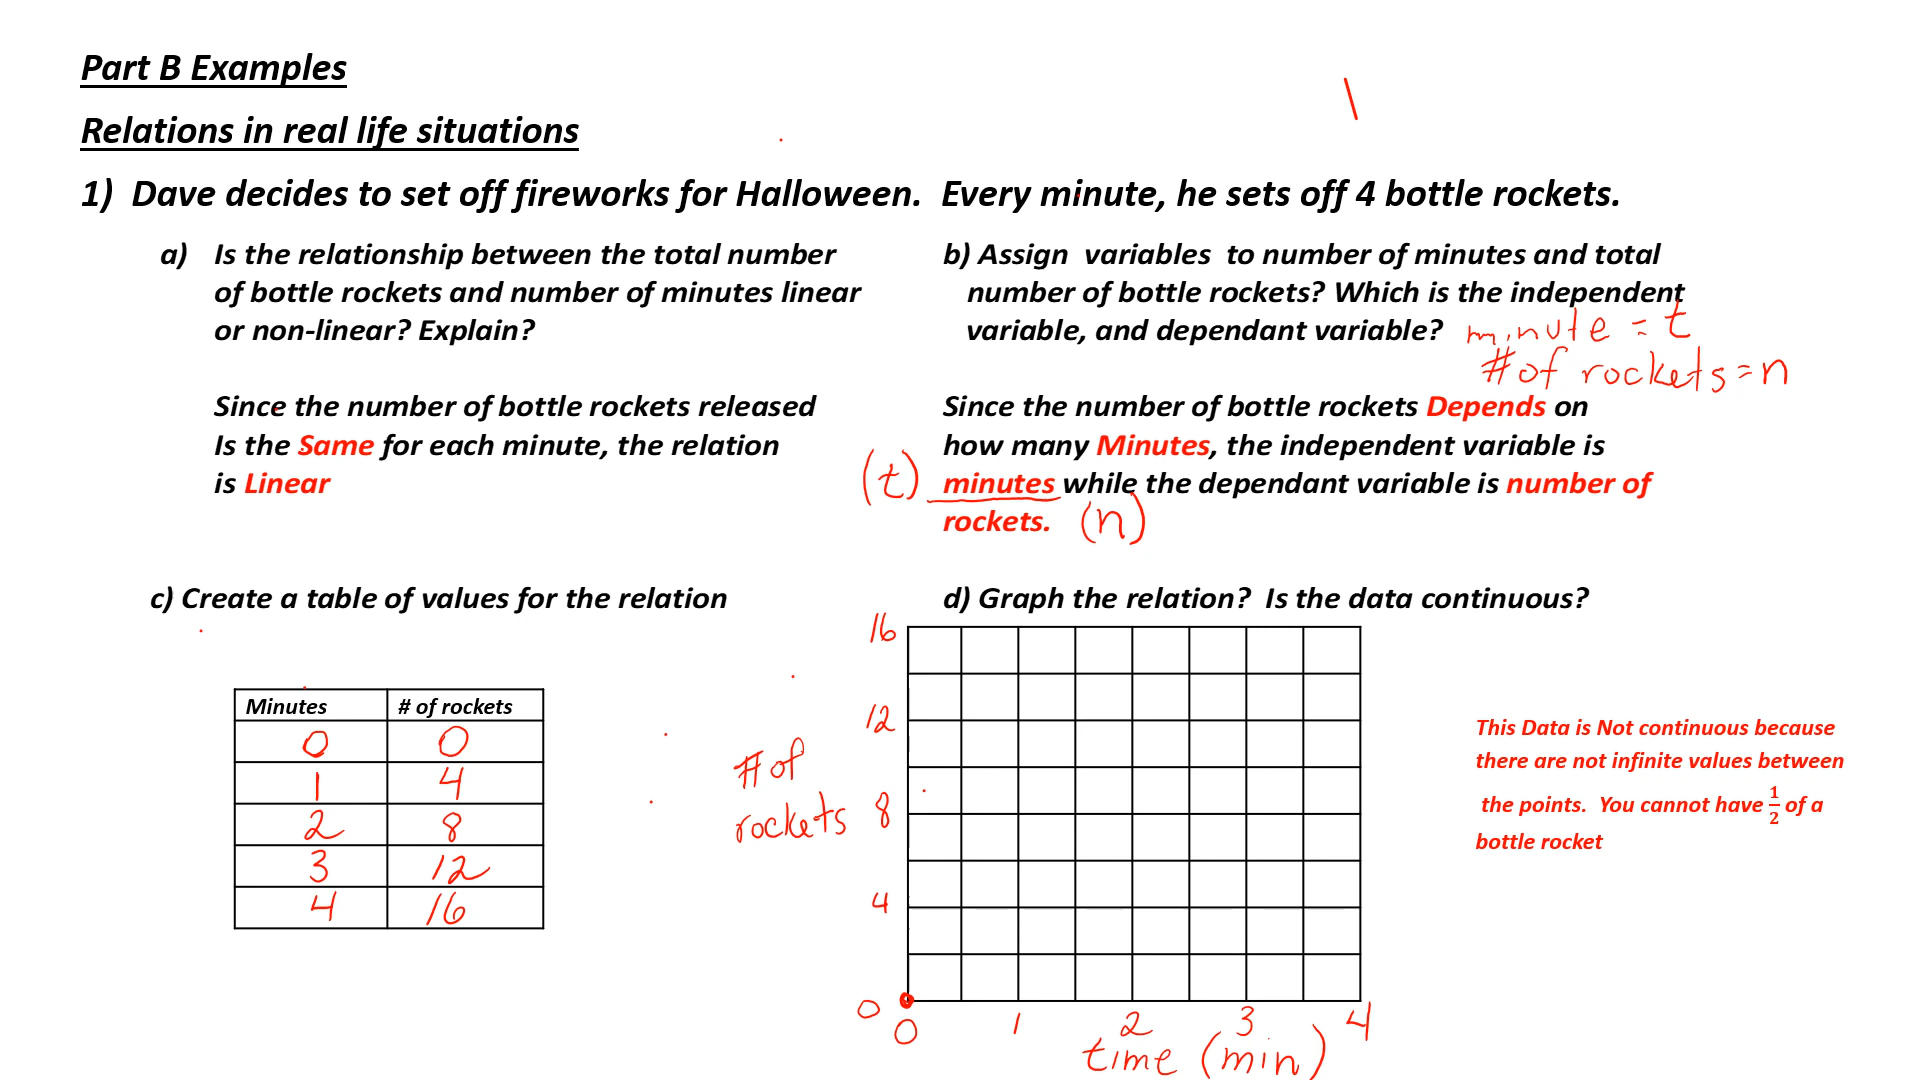 Part B Examples
Relations in real life situations
1) Dave decides to set off fireworks for Halloween. Every minute, he sets off 4 bottle rockets.
a) Is the relationship between the total number
of bottle rockets and number of minutes linear
or non-linear? Explain?
Since the number of bottle rockets released
Is the Same for each minute, the relation
is Linear
b) Assign variables to number of minutes and total
number of bottle rockets? Which is the independent
variable, and dependant variable? minute = t
# of rockets = n
Since the number of bottle rockets Depends on
how many Minutes, the independent variable is
(t) minutes while the dependant variable is number of
rockets. (n)
c) Create a table of values for the relation
Minutes # of rockets
0 0
1 4
2 8
3 12
4 16
d) Graph the relation? Is the data continuous?
16
12
# of
rockets 8
4
0
0 1 2 3 4
time (min)
This Data is Not continuous because
there are not infinite values between
the points. You cannot have 1/2 of a
bottle rocket